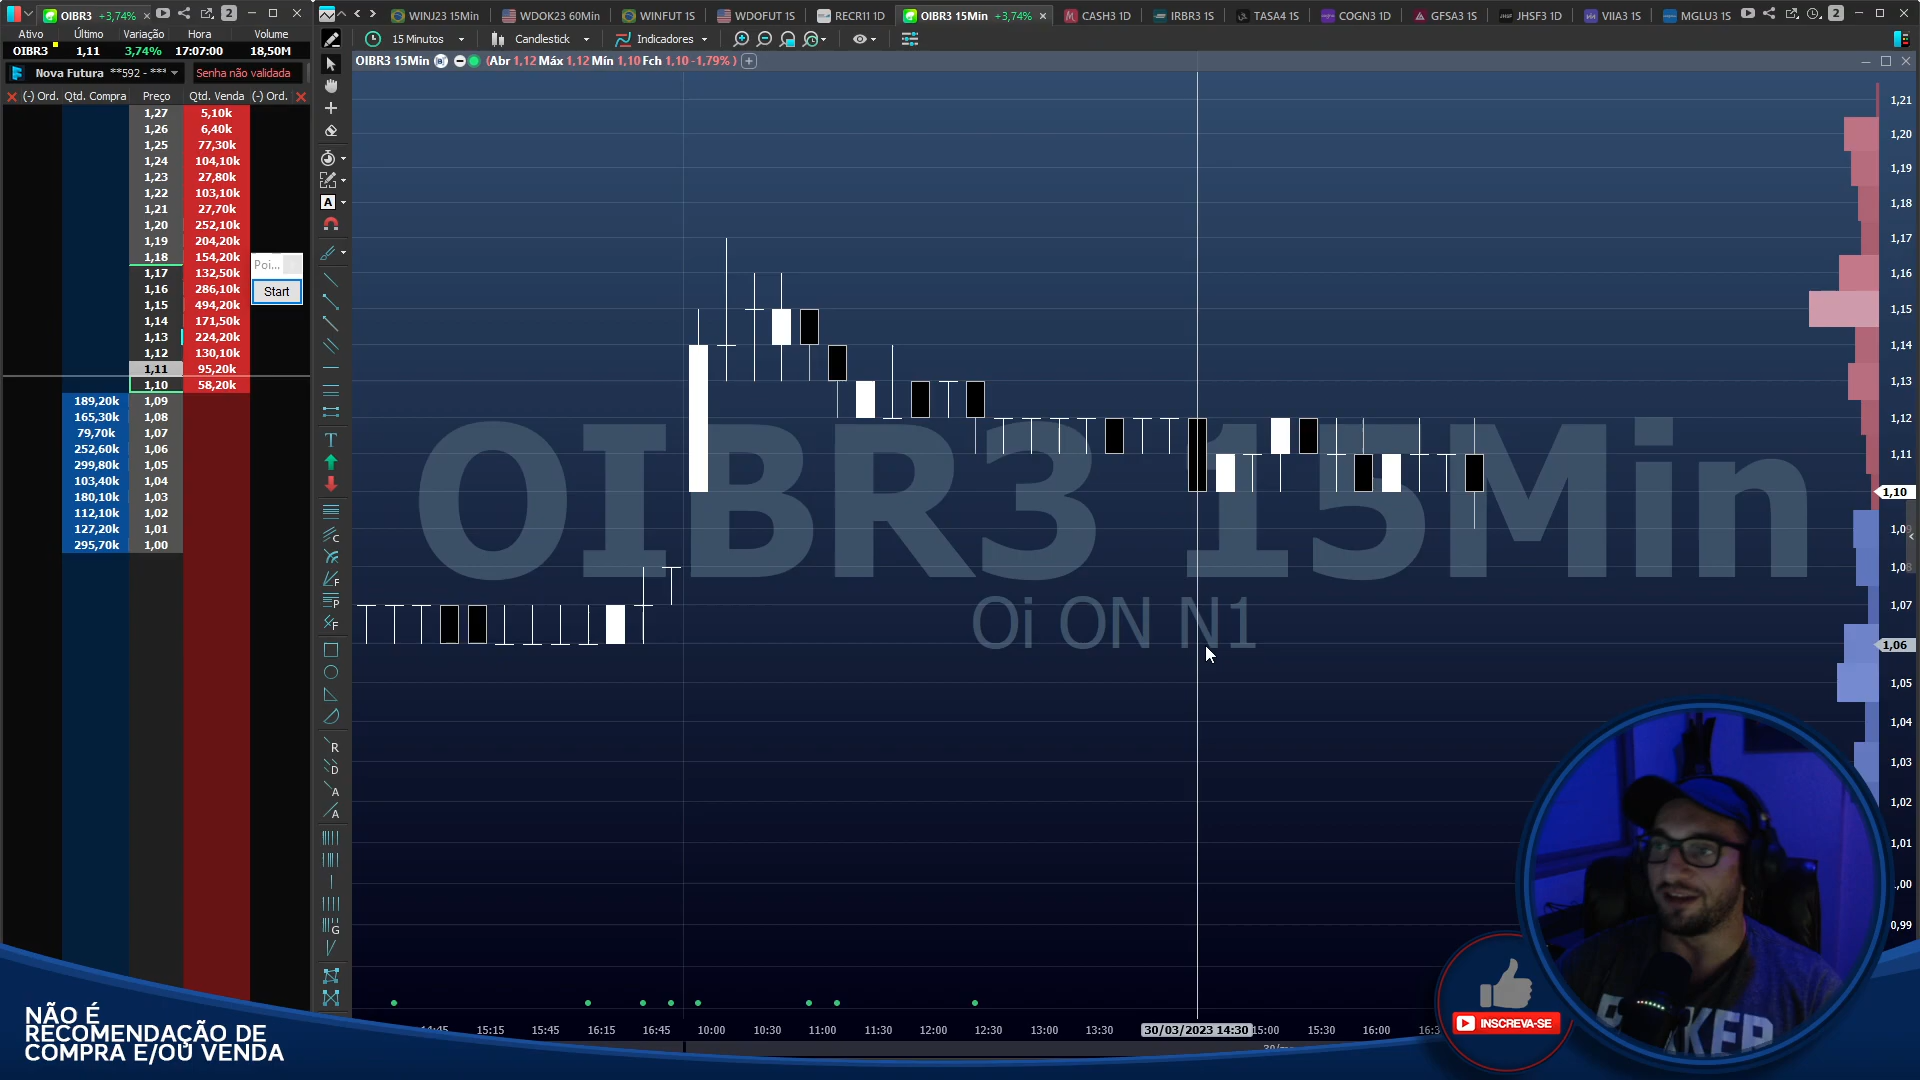 OIBR3 +3,74%
2
Ativo Último Variação Hora Volume
OIBR3 1,11 3,74% 17:07:00 18,50M
Nova Futura **592 - *** Senha não validada
(-) Ord. Qtd. Compra Preço Qtd. Venda (-) Ord.
1,27 5,10k
1,26 6,40k
1,25 77,30k
1,24 104,10k
1,23 27,80k
1,22 103,10k
1,21 27,70k
1,20 252,10k
1,19 204,20k
1,18 154,20k
1,17 132,50k
1,16 286,10k
1,15 494,20k
1,14 171,50k
1,13 224,20k
1,12 130,10k
1,11 95,20k
1,10 58,20k
189,20k 1,09
165,30k 1,08
79,70k 1,07
252,60k 1,06
299,80k 1,05
103,40k 1,04
180,10k 1,03
112,10k 1,02
127,20k 1,01
295,70k 1,00
Poi...
Start
WINJ23 15Min WDOK23 60Min WINFUT 1S WDOFUT 1S RECR11 1D OIBR3 15Min +3,74% CASH3 1D IRBR3 1S TASA4 1S COGN3 1D GFSA3 1S JHSF3 1D VIIA3 1S MGLU3 1S 2
15 Minutos Candlestick Indicadores
OIBR3 15Min (Abr 1,12 Máx 1,12 Mín 1,10 Fch 1,10 -1,79% )
OIBR3 15Min
Oi ON N1
1,21
1,20
1,19
1,18
1,17
1,16
1,15
1,14
1,13
1,12
1,11
1,10
1,07
1,06
1,05
1,04
1,03
1,02
1,01
0,99
15:15 15:45 16:15 16:45 10:00 10:30 11:00 11:30 12:00 12:30 13:00 13:30 30/03/2023 14:30 15:00 15:30 16:00
NÃO É
RECOMENDAÇÃO DE
COMPRA E/OU VENDA
INSCREVA-SE